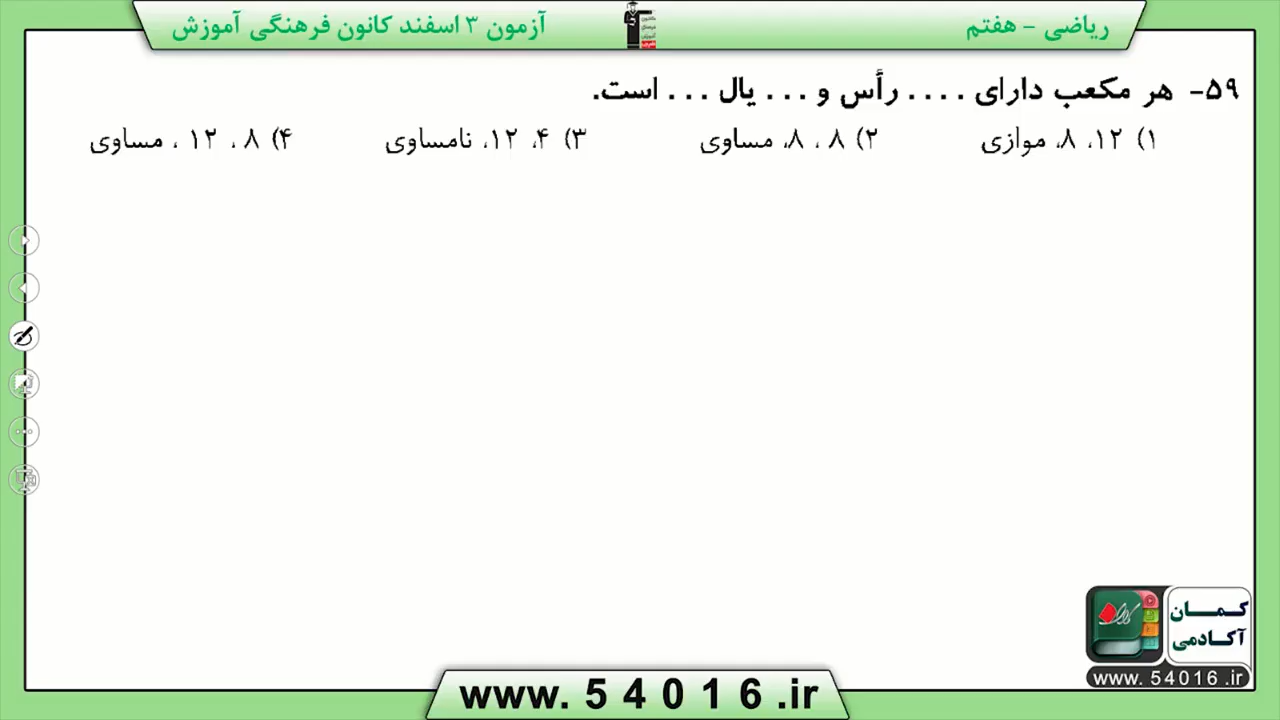 ریاضی - هفتم
آزمون ۳ اسفند کانون فرهنگی آموزش
۵۹- هر مکعب دارای . . . . رأس و . . . یال . . . است.
۱) ۱۲، ۸، موازی
۲) ۸ ، ۸، مساوی
۳) ۴، ۱۲، نامساوی
۴) ۸ ، ۱۲ ، مساوی
کمان
آکادمی
www. 54016 .ir
www. 5 4 0 1 6 .ir